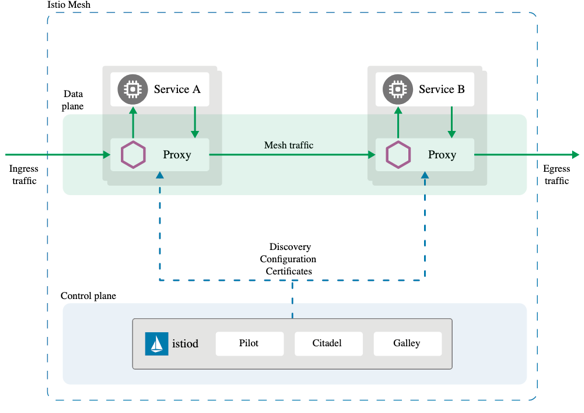 Istio Mesh
Data
plane
Service A
Service B
Proxy
Mesh traffic
Proxy
Ingress
traffic
Egress
traffic
Discovery
Configuration
Certificates
Control plane
istiod
Pilot
Citadel
Galley